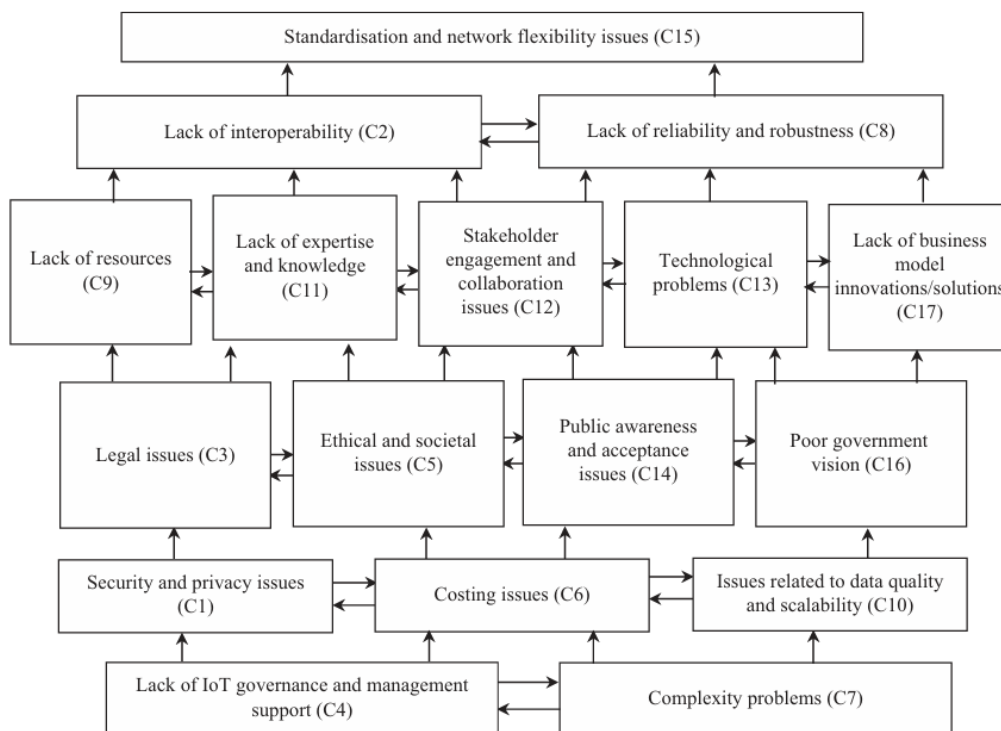 Standardisation and network flexibility issues (C15)
Lack of interoperability (C2)
Lack of reliability and robustness (C8)
Lack of resources
(C9)
Lack of expertise
and knowledge
(C11)
Stakeholder
engagement and
collaboration
issues (C12)
Technological
problems (C13)
Lack of business
model
innovations/solutions
(C17)
Legal issues (C3)
Ethical and societal
issues (C5)
Public awareness
and acceptance
issues (C14)
Poor government
vision (C16)
Security and privacy issues
(C1)
Costing issues (C6)
Issues related to data quality
and scalability (C10)
Lack of IoT governance and management
support (C4)
Complexity problems (C7)